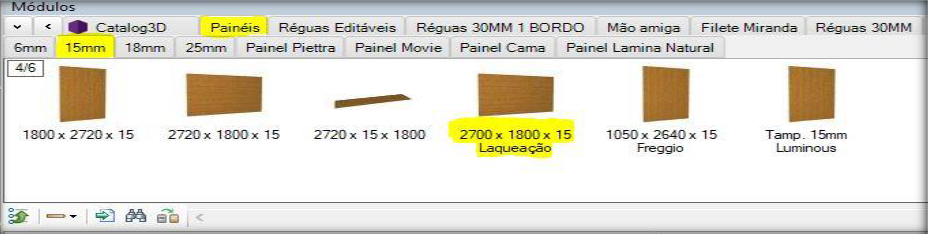 Módulos
Catalog3D Painéis Réguas Editáveis Réguas 30MM 1 BORDO Mão amiga Filete Miranda Réguas 30MM
6mm 15mm 18mm 25mm Painel Piettra Painel Movie Painel Cama Painel Lamina Natural
4/6
1800 x 2720 x 15 2720 x 1800 x 15 2720 x 15 x 1800 2700 x 1800 x 15 1050 x 2640 x 15 Tamp. 15mm
Laqueação Freggio Luminous